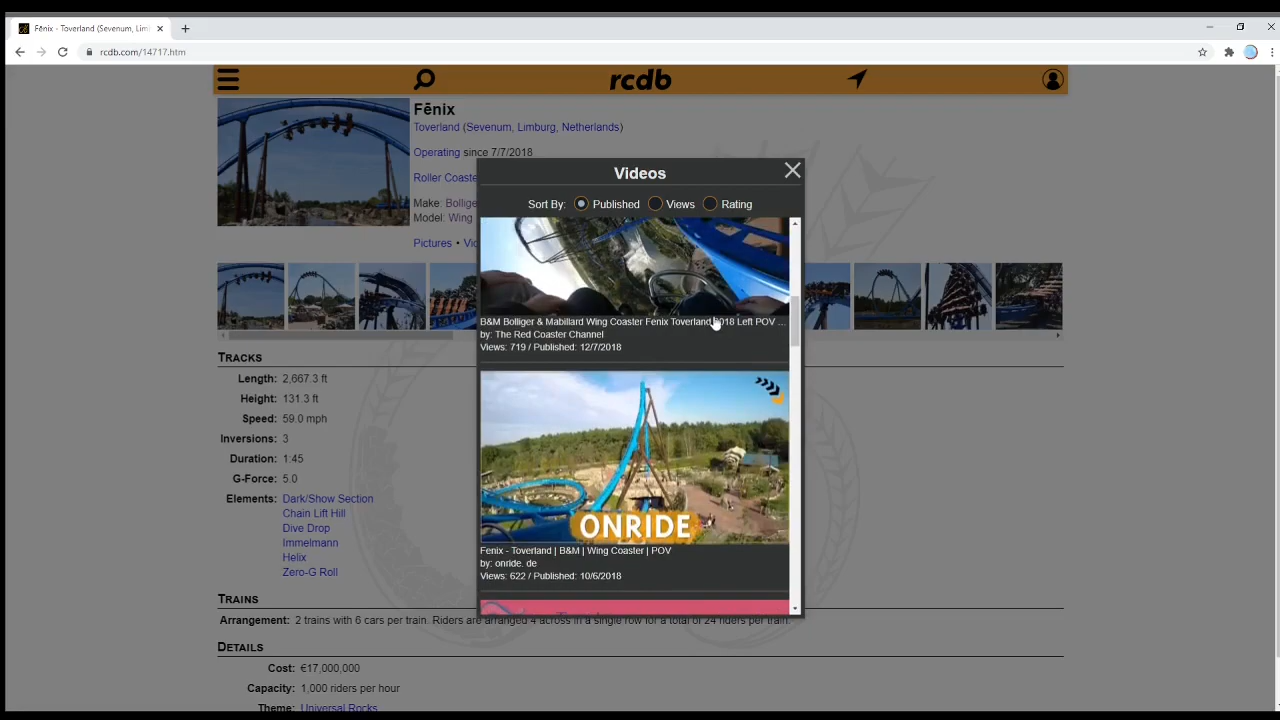 Fēnix - Toverland (Sevenum, Lim
rcdb.com/14717.htm
rcdb
Fēnix
Toverland (Sevenum, Limburg, Netherlands)
Operating since 7/7/2018
Roller Coaste
Make: Bollige
Model: Wing
Pictures • Vi
Videos
Sort By: Published Views Rating
B&M Bolliger & Mabillard Wing Coaster Fenix Toverland 2018 Left POV ...
by: The Red Coaster Channel
Views: 719 / Published: 12/7/2018
ONRIDE
Fenix - Toverland | B&M | Wing Coaster | POV
by: onride. de
Views: 622 / Published: 10/6/2018
TRACKS
Length: 2,667.3 ft
Height: 131.3 ft
Speed: 59.0 mph
Inversions: 3
Duration: 1:45
G-Force: 5.0
Elements: Dark/Show Section
Chain Lift Hill
Dive Drop
Immelmann
Helix
Zero-G Roll
TRAINS
Arrangement: 2 trains with 6 cars per train. Riders are arranged 4 across in a single row for a total of 24 riders per train.
DETAILS
Cost: €17,000,000
Capacity: 1,000 riders per hour
Theme: Universal Rocks